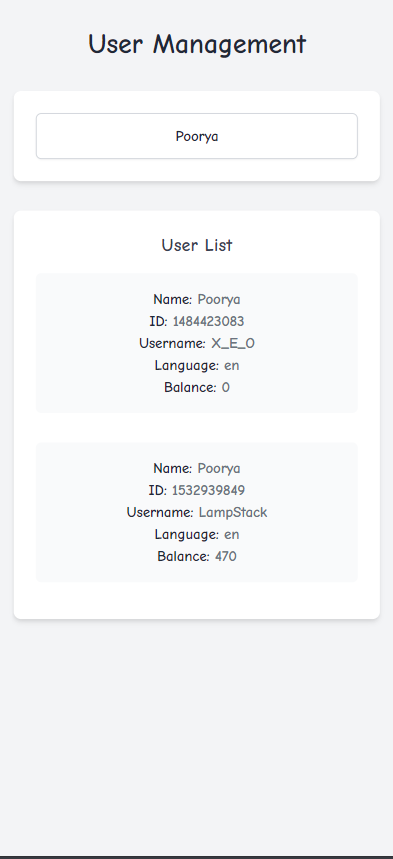 User Management
Poorya
User List
Name: Poorya
ID: 1484423083
Username: X_E_O
Language: en
Balance: 0
Name: Poorya
ID: 1532939849
Username: LampStack
Language: en
Balance: 470